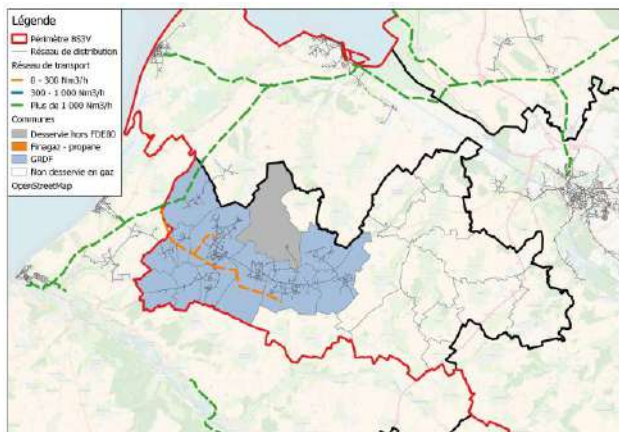 Légende
Périmètre BS3V
Réseau de distribution
Réseau de transport
0 - 300 Nm3/h
300 - 1 000 Nm3/h
Plus de 1 000 Nm3/h
Communes
Desservie hors FDE80
Finagaz - propane
GRDF
Non desservie en gaz
OpenStreetMap